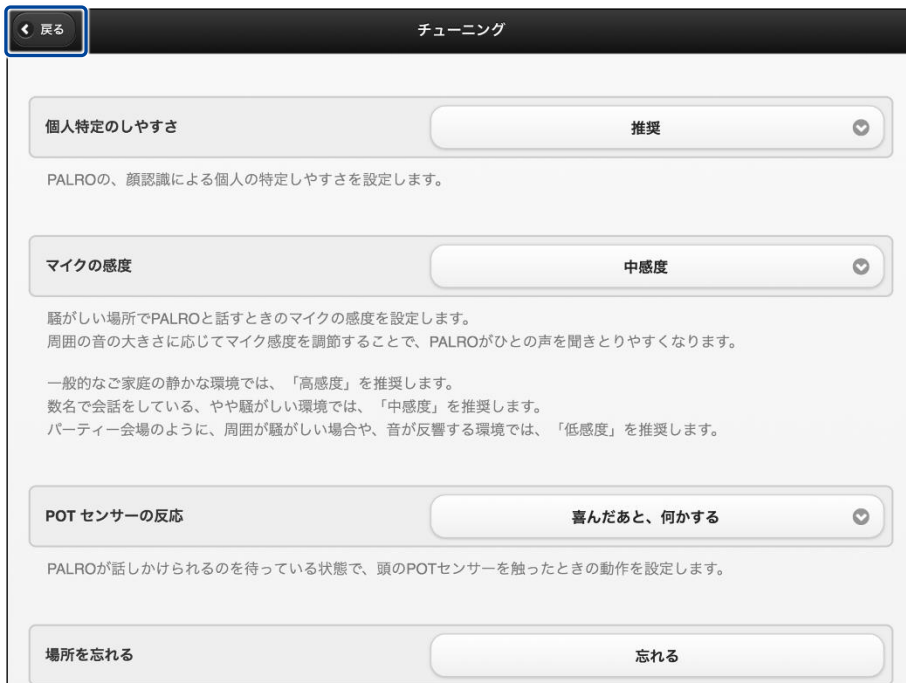 戻る
チューニング
個人特定のしやすさ
推奨
PALROの、顔認識による個人の特定しやすさを設定します。
マイクの感度
中感度
騒がしい場所でPALROと話すときのマイクの感度を設定します。
周囲の音の大きさに応じてマイク感度を調節することで、PALROがひとの声を聞きとりやすくなります。
一般的なご家庭の静かな環境では、「高感度」を推奨します。
数名で会話をしている、やや騒がしい環境では、「中感度」を推奨します。
パーティー会場のように、周囲が騒がしい場合や、音が反響する環境では、「低感度」を推奨します。
POT センサーの反応
喜んだあと、何かする
PALROが話しかけられるのを待っている状態で、頭のPOTセンサーを触ったときの動作を設定します。
場所を忘れる
忘れる